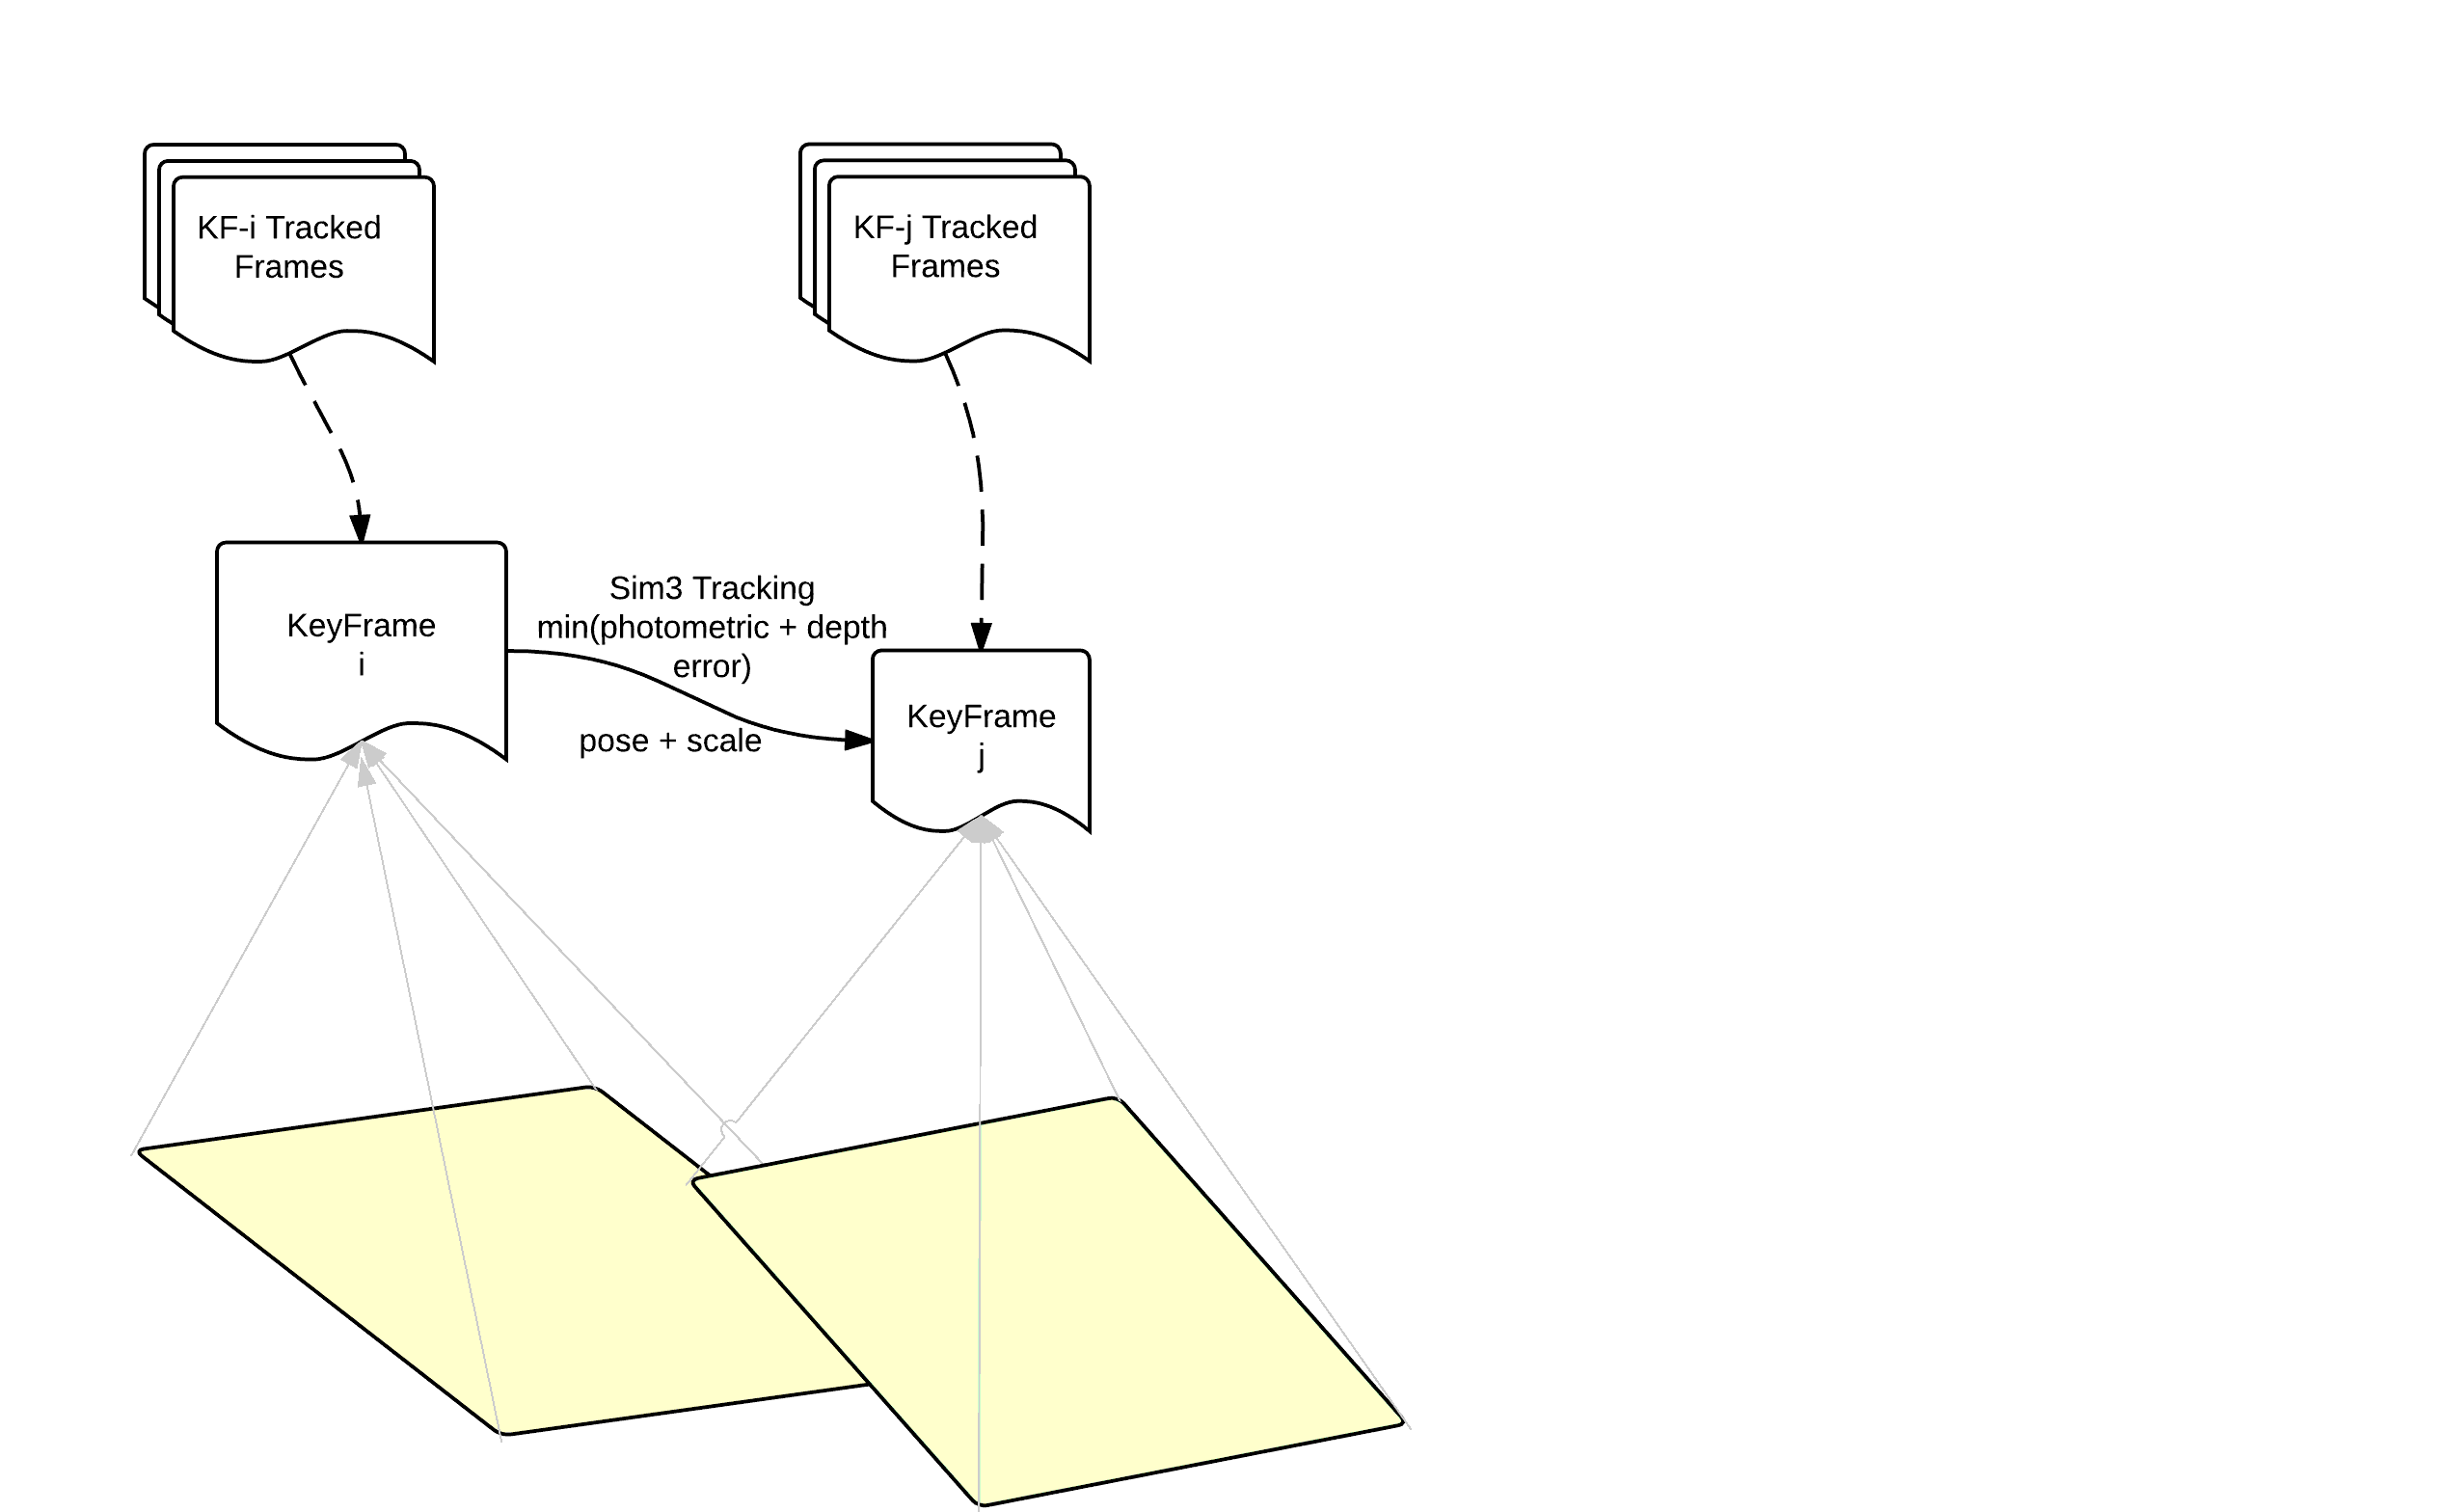 KF-i Tracked
Frames
KF-j Tracked
Frames
KeyFrame
i
Sim3 Tracking
min(photometric + depth
error)
pose + scale
KeyFrame
j